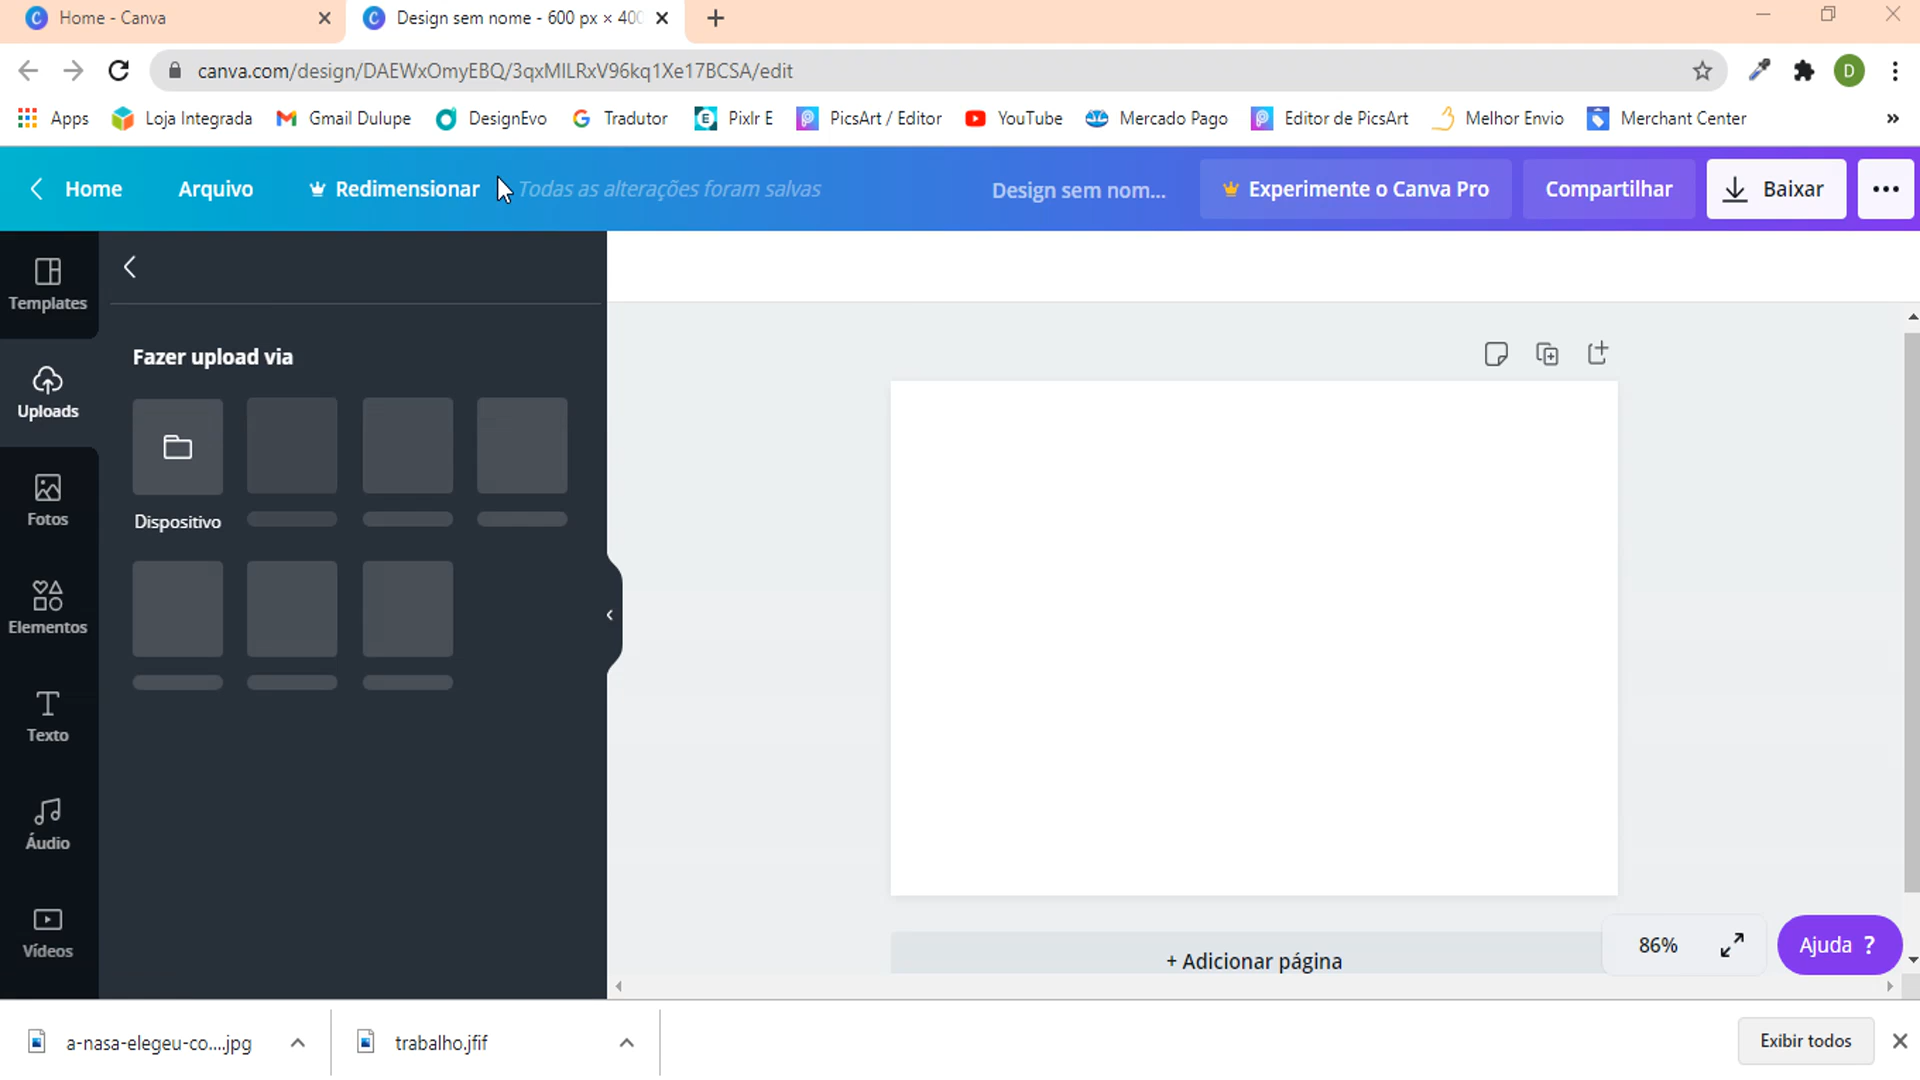 Home - Canva
Design sem nome - 600 px × 400
canva.com/design/DAEWxOmyEBQ/3qxMILRxV96kq1Xe17BCSA/edit
D
Apps
Loja Integrada
Gmail Dulupe
DesignEvo
Tradutor
Pixlr E
PicsArt / Editor
YouTube
Mercado Pago
Editor de PicsArt
Melhor Envio
Merchant Center
Home
Arquivo
Redimensionar
Todas as alterações foram salvas
Design sem nom...
Experimente o Canva Pro
Compartilhar
Baixar
Templates
Uploads
Fotos
Elementos
Texto
Áudio
Vídeos
Fazer upload via
Dispositivo
+ Adicionar página
86%
Ajuda ?
a-nasa-elegeu-co....jpg
trabalho.jfif
Exibir todos